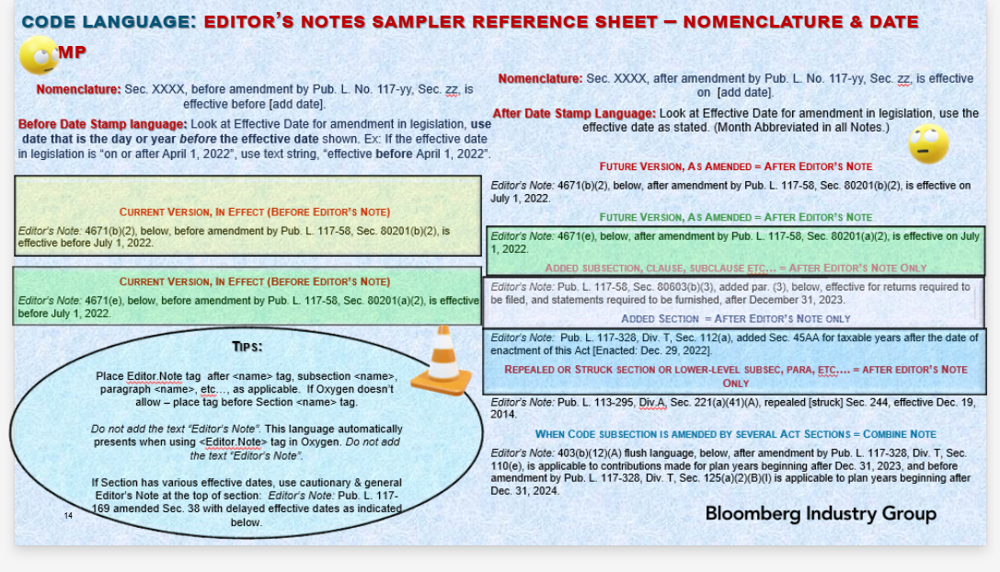 CODE LANGUAGE: EDITOR'S NOTES SAMPLER REFERENCE SHEET – NOMENCLATURE & DATE
MP
Nomenclature: Sec. XXXX, before amendment by Pub. L. No. 117-yy, Sec. zz, is
effective before [add date].
Before Date Stamp language: Look at Effective Date for amendment in legislation, use
date that is the day or year before the effective date shown. Ex: If the effective date
in legislation is "on or after April 1, 2022", use text string, "effective before April 1, 2022".
CURRENT VERSION, IN EFFECT (BEFORE EDITOR'S NOTE)
Editor's Note: 4671(b)(2), below, before amendment by Pub. L. 117-58, Sec. 80201(b)(2), is
effective before July 1, 2022.
CURRENT VERSION, IN EFFECT (BEFORE EDITOR'S NOTE)
Editor's Note: 4671(e), below, before amendment by Pub. L. 117-58, Sec. 80201(a)(2), is effective
before July 1, 2022.
TIPS:
Place Editor.Note tag after <name> tag, subsection <name>,
paragraph <name>, etc…, as applicable. If Oxygen doesn't
allow – place tag before Section <name> tag.
Do not add the text "Editor's Note". This language automatically
presents when using <Editor.Note> tag in Oxygen. Do not add
the text "Editor's Note".
If Section has various effective dates, use cautionary & general
Editor's Note at the top of section: Editor's Note: Pub. L. 117-
169 amended Sec. 38 with delayed effective dates as indicated
below.
14
Nomenclature: Sec. XXXX, after amendment by Pub. L. No. 117-yy, Sec. zz, is effective
on [add date].
After Date Stamp Language: Look at Effective Date for amendment in legislation, use the
effective date as stated. (Month Abbreviated in all Notes.)
FUTURE VERSION, AS AMENDED = AFTER EDITOR'S NOTE
Editor's Note: 4671(b)(2), below, after amendment by Pub. L. 117-58, Sec. 80201(b)(2), is effective on
July 1, 2022.
FUTURE VERSION, AS AMENDED = AFTER EDITOR'S NOTE
Editor's Note: 4671(e), below, after amendment by Pub. L. 117-58, Sec. 80201(a)(2), is effective on July
1, 2022.
ADDED SUBSECTION, CLAUSE, SUBCLAUSE ETC… = AFTER EDITOR'S NOTE ONLY
Editor's Note: Pub. L. 117-58, Sec. 80603(b)(3), added par. (3), below, effective for returns required to
be filed, and statements required to be furnished, after December 31, 2023.
ADDED SECTION = AFTER EDITOR'S NOTE ONLY
Editor's Note: Pub. L. 117-328, Div. T, Sec. 112(a), added Sec. 45AA for taxable years after the date of
enactment of this Act [Enacted: Dec. 29, 2022].
REPEALED OR STRUCK SECTION OR LOWER-LEVEL SUBSEC, PARA, ETC…. = AFTER EDITOR'S NOTE
ONLY
Editor's Note: Pub. L. 113-295, Div.A, Sec. 221(a)(41)(A), repealed [struck] Sec. 244, effective Dec. 19,
2014.
WHEN CODE SUBSECTION IS AMENDED BY SEVERAL ACT SECTIONS = COMBINE NOTE
Editor's Note: 403(b)(12)(A) flush language, below, after amendment by Pub. L. 117-328, Div. T, Sec.
110(e), is applicable to contributions made for plan years beginning after Dec. 31, 2023, and before
amendment by Pub. L. 117-328, Div. T, Sec. 125(a)(2)(B)(I) is applicable to plan years beginning after
Dec. 31, 2024.
Bloomberg Industry Group